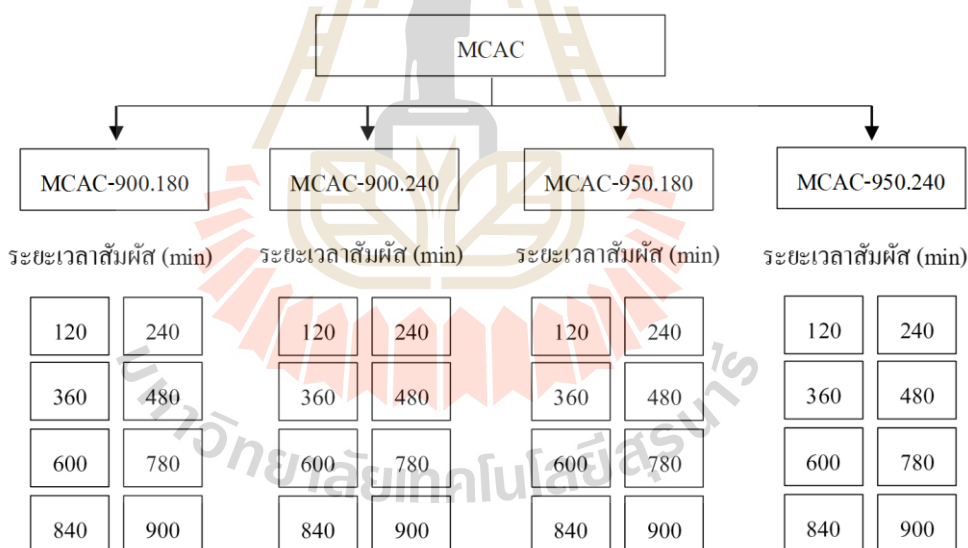 MCAC
MCAC-900.180 MCAC-900.240 MCAC-950.180 MCAC-950.240
ระยะเวลาสัมผัส (min) ระยะเวลาสัมผัส (min) ระยะเวลาสัมผัส (min) ระยะเวลาสัมผัส (min)
120 240 120 240 120 240 120 240
360 480 360 480 360 480 360 480
600 780 600 780 600 780 600 780
840 900 840 900 840 900 840 900
มหาวิทยาลัยเทคโนโลยีสุรนารี